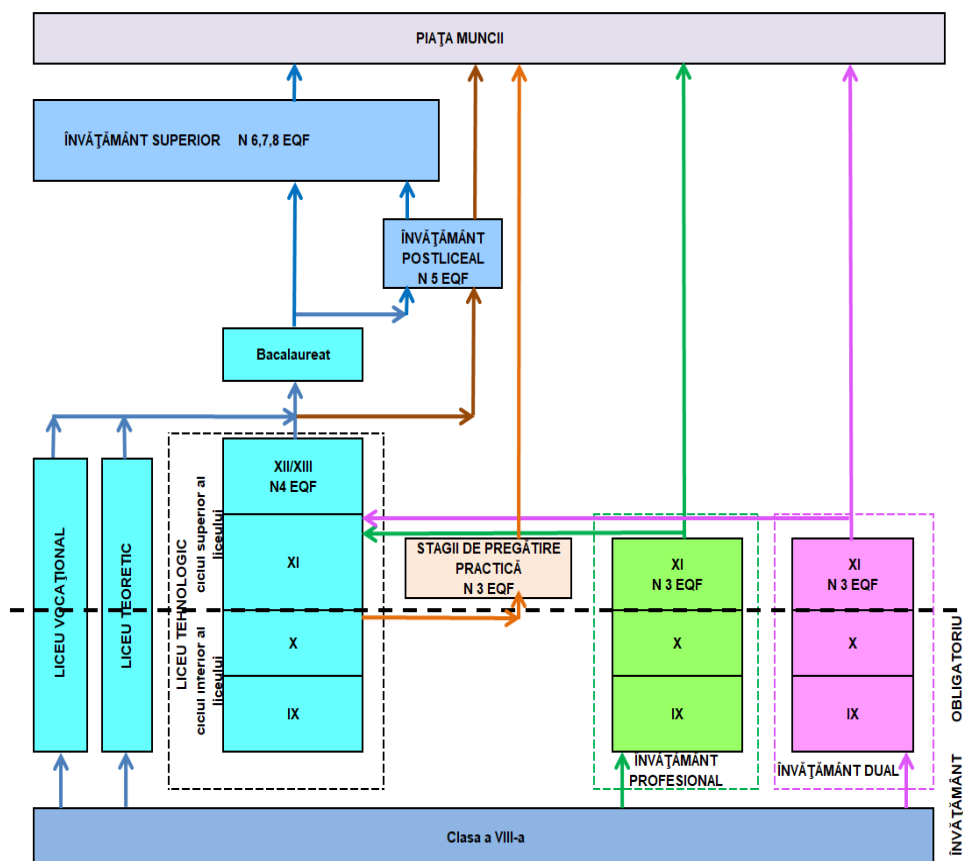 PIAŢA MUNCII
ÎNVĂŢĂMÂNT SUPERIOR N 6,7,8 EQF
ÎNVĂŢĂMÂNT
POSTLICEAL
N 5 EQF
Bacalaureat
LICEU VOCAŢIONAL
LICEU TEORETIC
LICEU TEHNOLOGIC
ciclul superior al
liceului
ciclul inferior al
liceului
XII/XIII
N4 EQF
XI
X
IX
STAGII DE PREGĂTIRE
PRACTICĂ
N 3 EQF
XI
N 3 EQF
X
IX
ÎNVĂŢĂMÂNT
PROFESIONAL
XI
N 3 EQF
X
IX
ÎNVĂŢĂMÂNT DUAL
ÎNVĂŢĂMÂNT OBLIGATORIU
Clasa a VIII-a